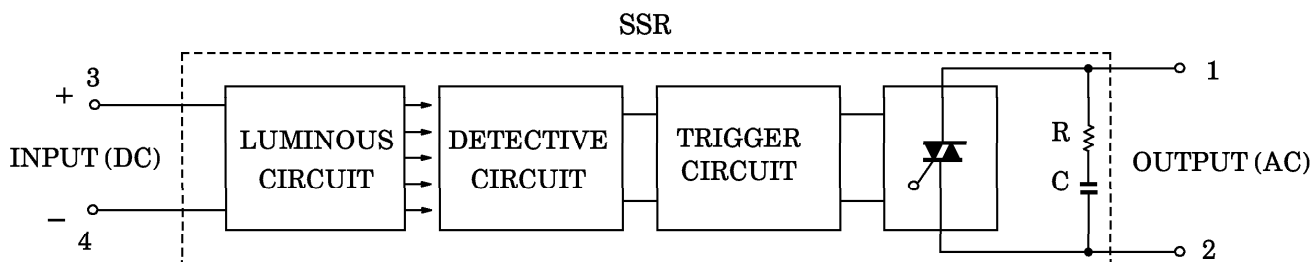 SSR
3
+
INPUT (DC)
−
4
LUMINOUS
CIRCUIT
DETECTIVE
CIRCUIT
TRIGGER
CIRCUIT
R
C
1
OUTPUT (AC)
2